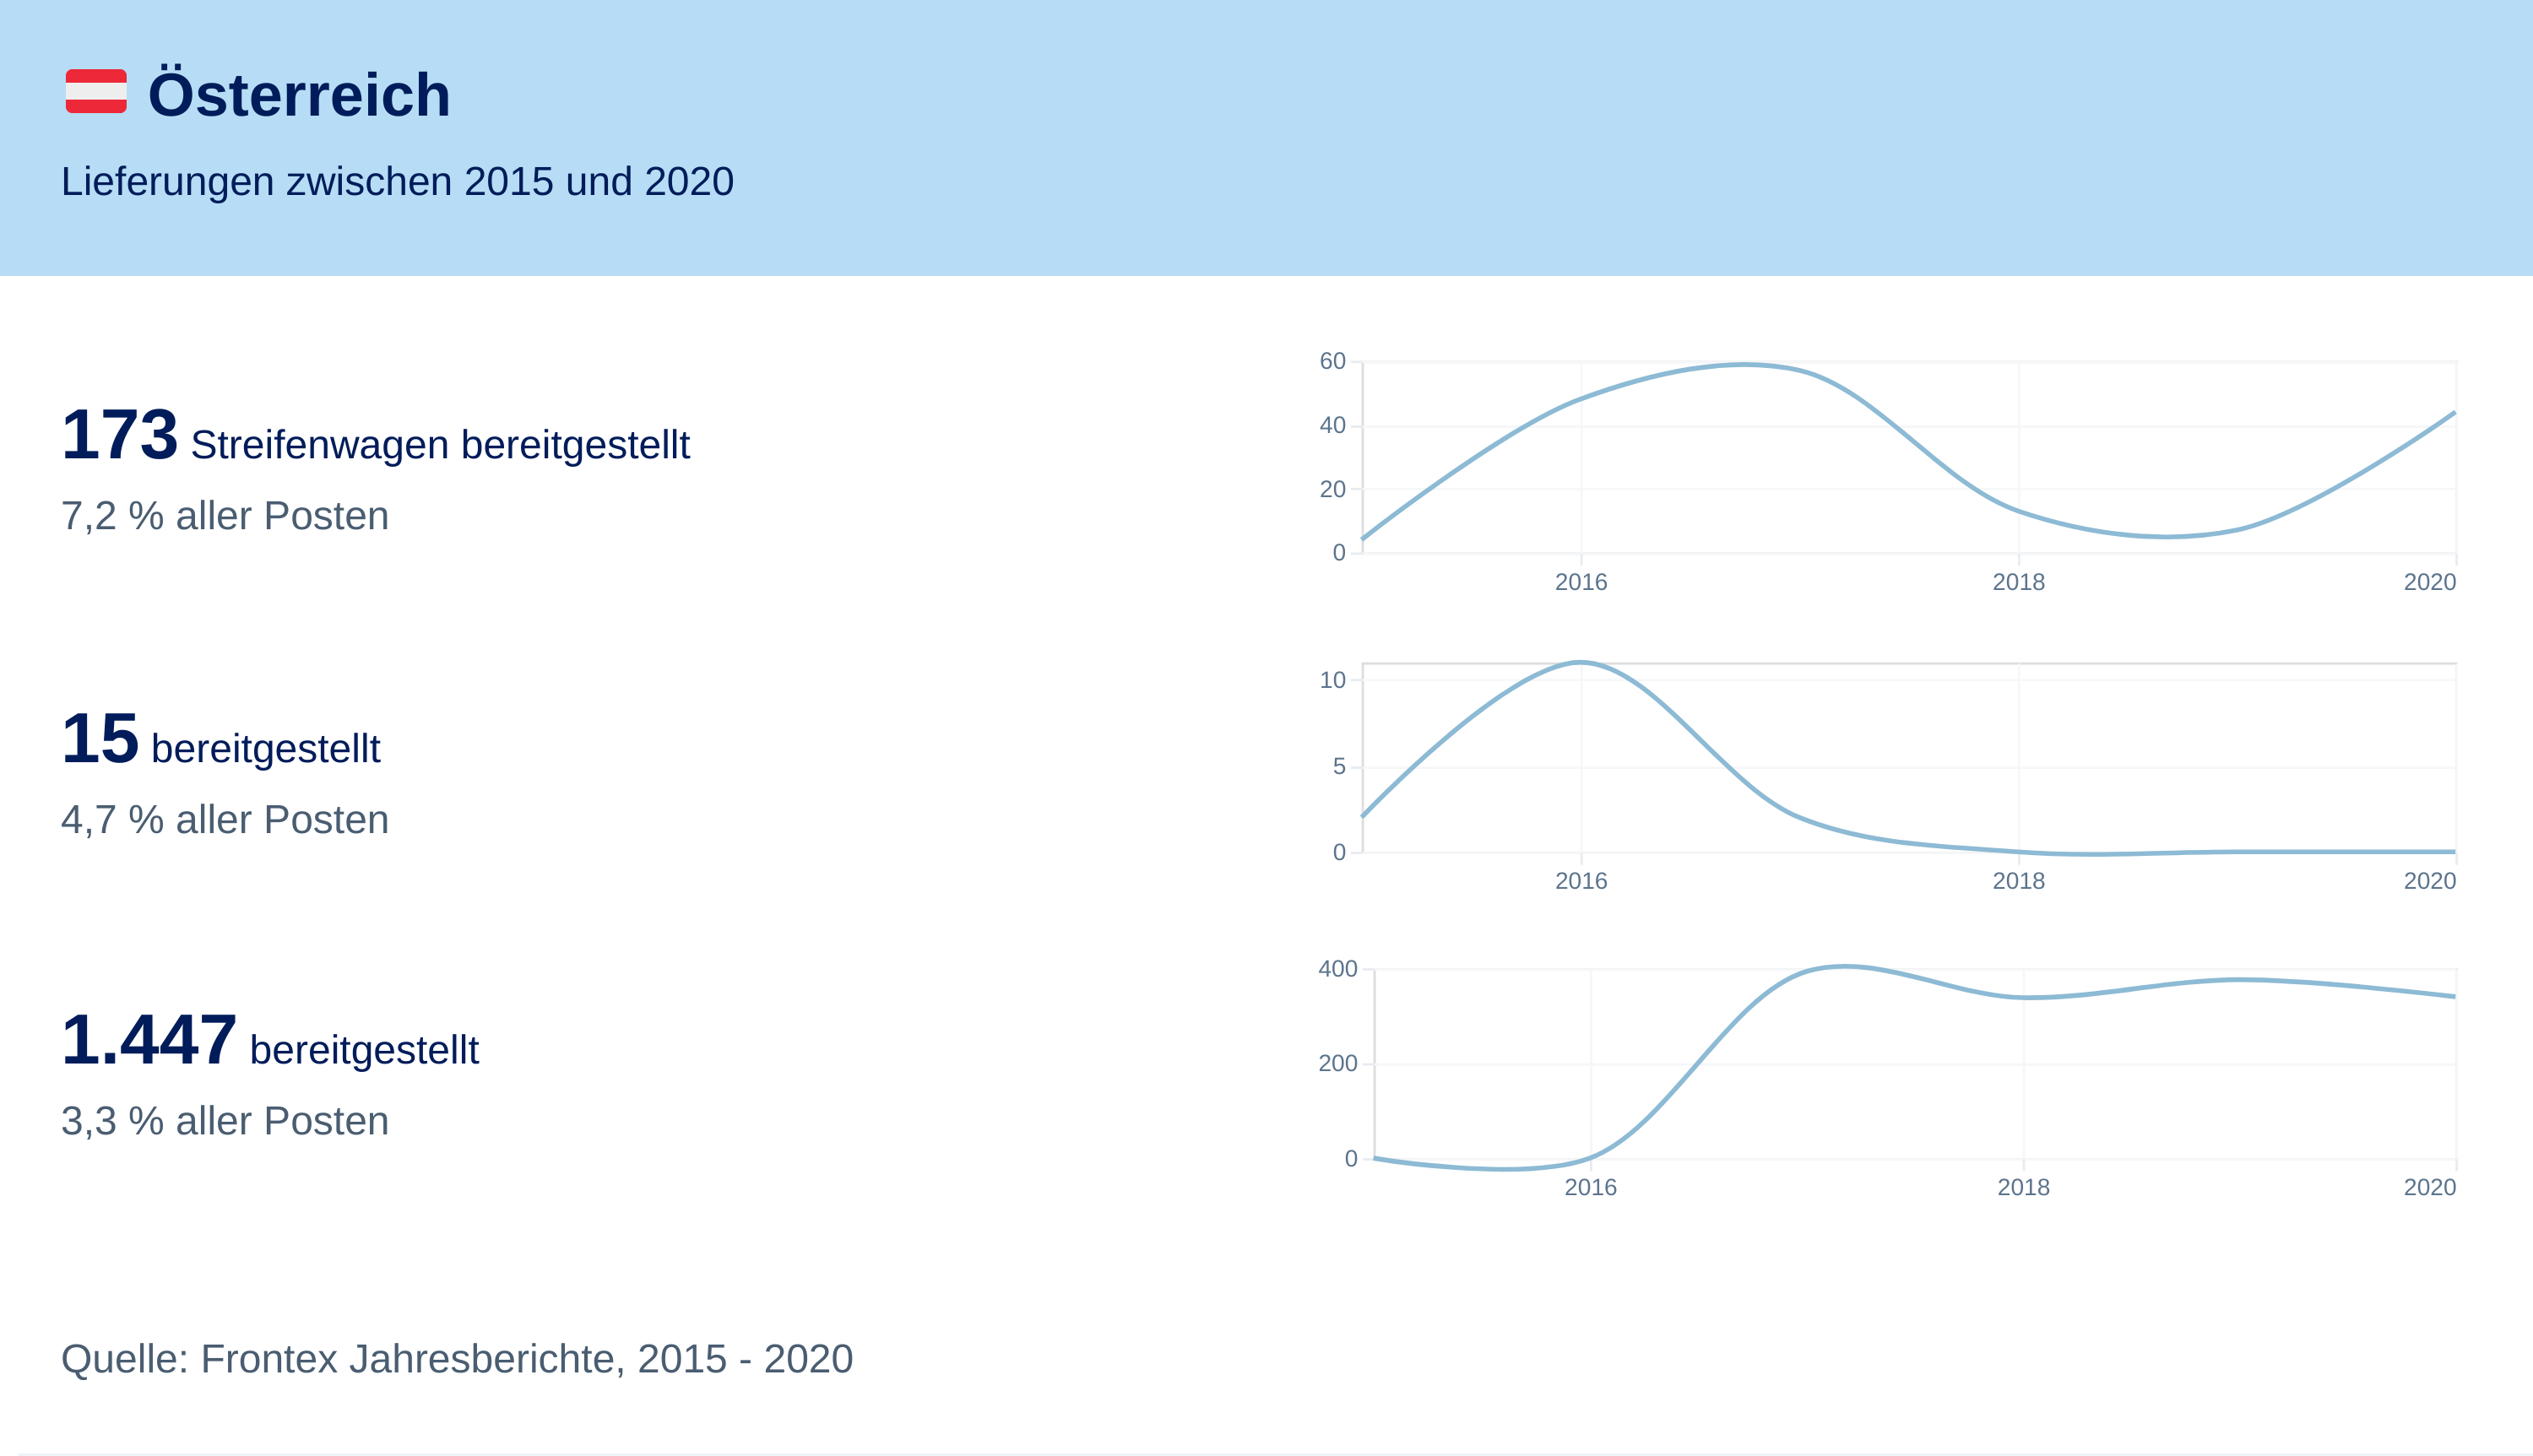 Österreich
Lieferungen zwischen 2015 und 2020
173 Streifenwagen bereitgestellt
7,2 % aller Posten
60
40
20
0
2016 2018 2020
15 bereitgestellt
4,7 % aller Posten
10
5
0
2016 2018 2020
1.447 bereitgestellt
3,3 % aller Posten
400
200
0
2016 2018 2020
Quelle: Frontex Jahresberichte, 2015 - 2020